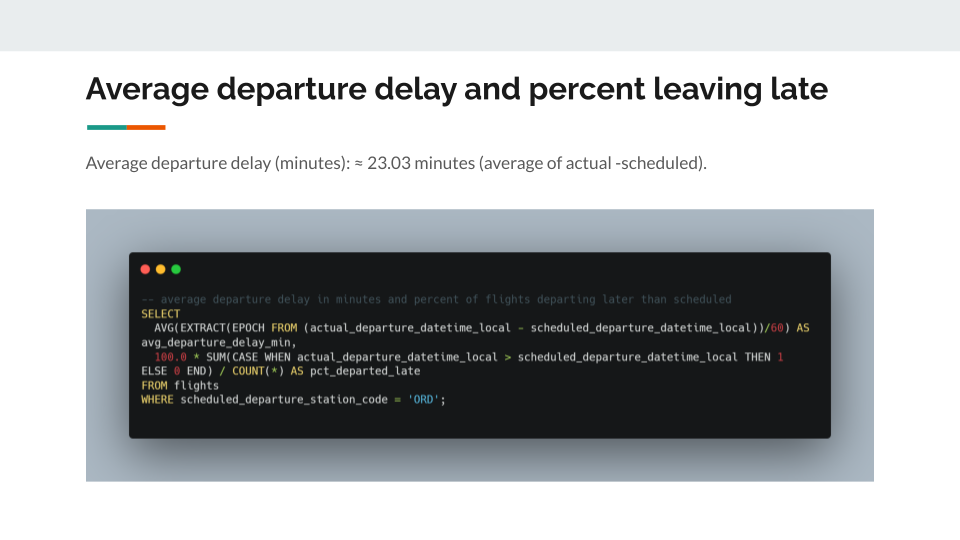 Average departure delay and percent leaving late
Average departure delay (minutes): ≈ 23.03 minutes (average of actual -scheduled).
-- average departure delay in minutes and percent of flights departing later than scheduled
SELECT
  AVG(EXTRACT(EPOCH FROM (actual_departure_datetime_local - scheduled_departure_datetime_local))/60) AS
avg_departure_delay_min,
  100.0 * SUM(CASE WHEN actual_departure_datetime_local > scheduled_departure_datetime_local THEN 1
ELSE 0 END) / COUNT(*) AS pct_departed_late
FROM flights
WHERE scheduled_departure_station_code = 'ORD';